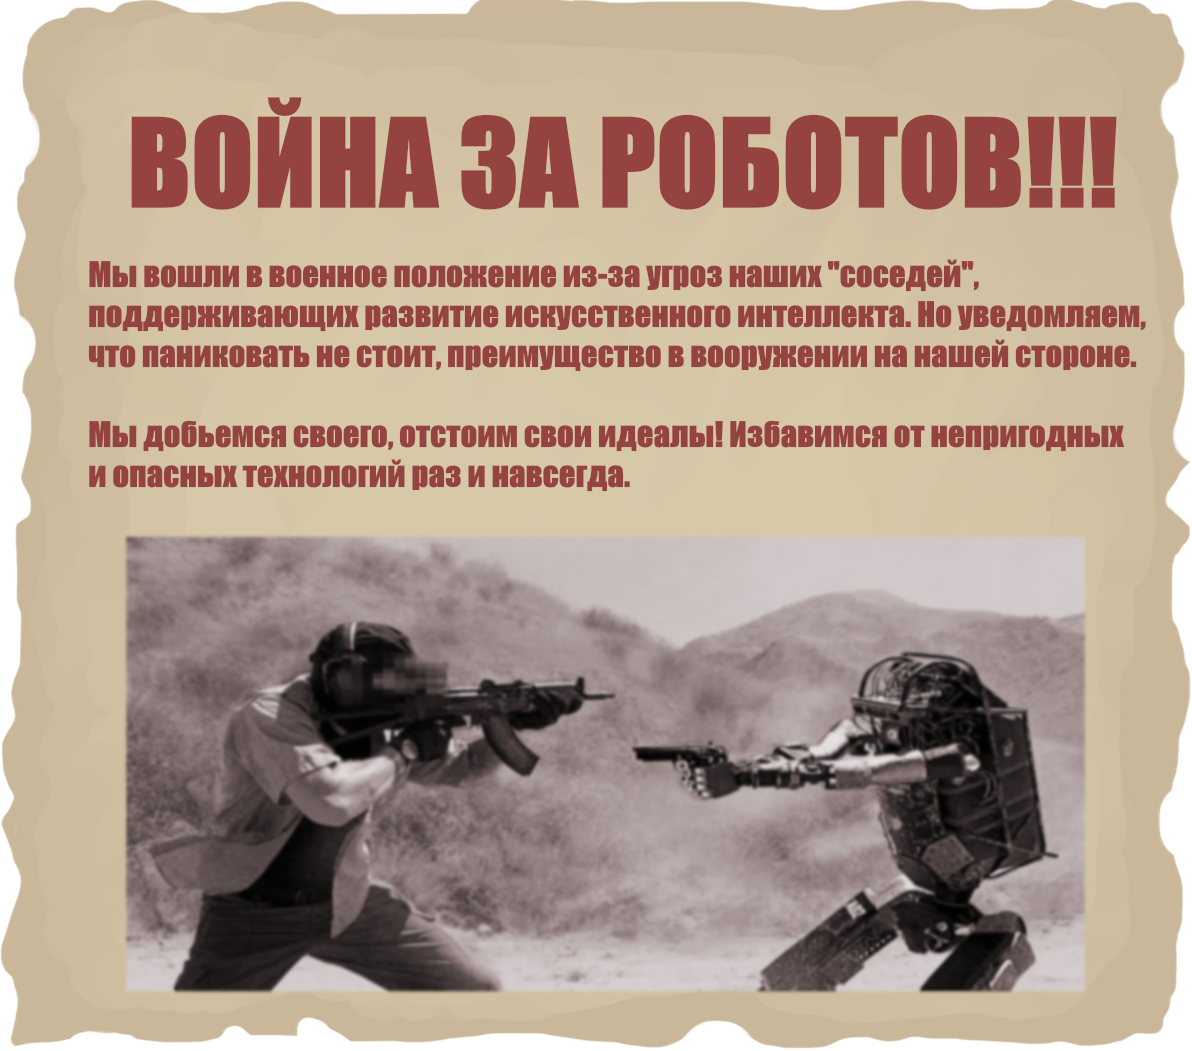 ВОЙНА ЗА РОБОТОВ!!!
Мы вошли в военное положение из-за угроз наших "соседей",
поддерживающих развитие искусственного интеллекта. Но уведомляем,
что паниковать не стоит, преимущество в вооружении на нашей стороне.
Мы добьемся своего, отстоим свои идеалы! Избавимся от непригодных
и опасных технологий раз и навсегда.